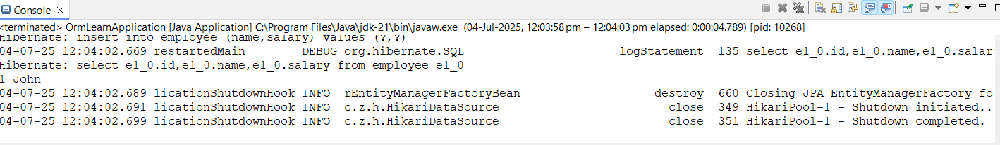 Console
<terminated> OrmLearnApplication [Java Application] C:\Program Files\Java\jdk-21\bin\javaw.exe (04-Jul-2025, 12:03:58 pm – 12:04:03 pm elapsed: 0:00:04.789) [pid: 10268]
Hibernate: insert into employee (name,salary) values (?,?)
04-07-25 12:04:02.669 restartedMain DEBUG org.hibernate.SQL logStatement 135 select e1_0.id,e1_0.name,e1_0.salary
Hibernate: select e1_0.id,e1_0.name,e1_0.salary from employee e1_0
1 John
04-07-25 12:04:02.689 licationShutdownHook INFO rEntityManagerFactoryBean destroy 660 Closing JPA EntityManagerFactory fo
04-07-25 12:04:02.691 licationShutdownHook INFO c.z.h.HikariDataSource close 349 HikariPool-1 - Shutdown initiated..
04-07-25 12:04:02.699 licationShutdownHook INFO c.z.h.HikariDataSource close 351 HikariPool-1 - Shutdown completed.